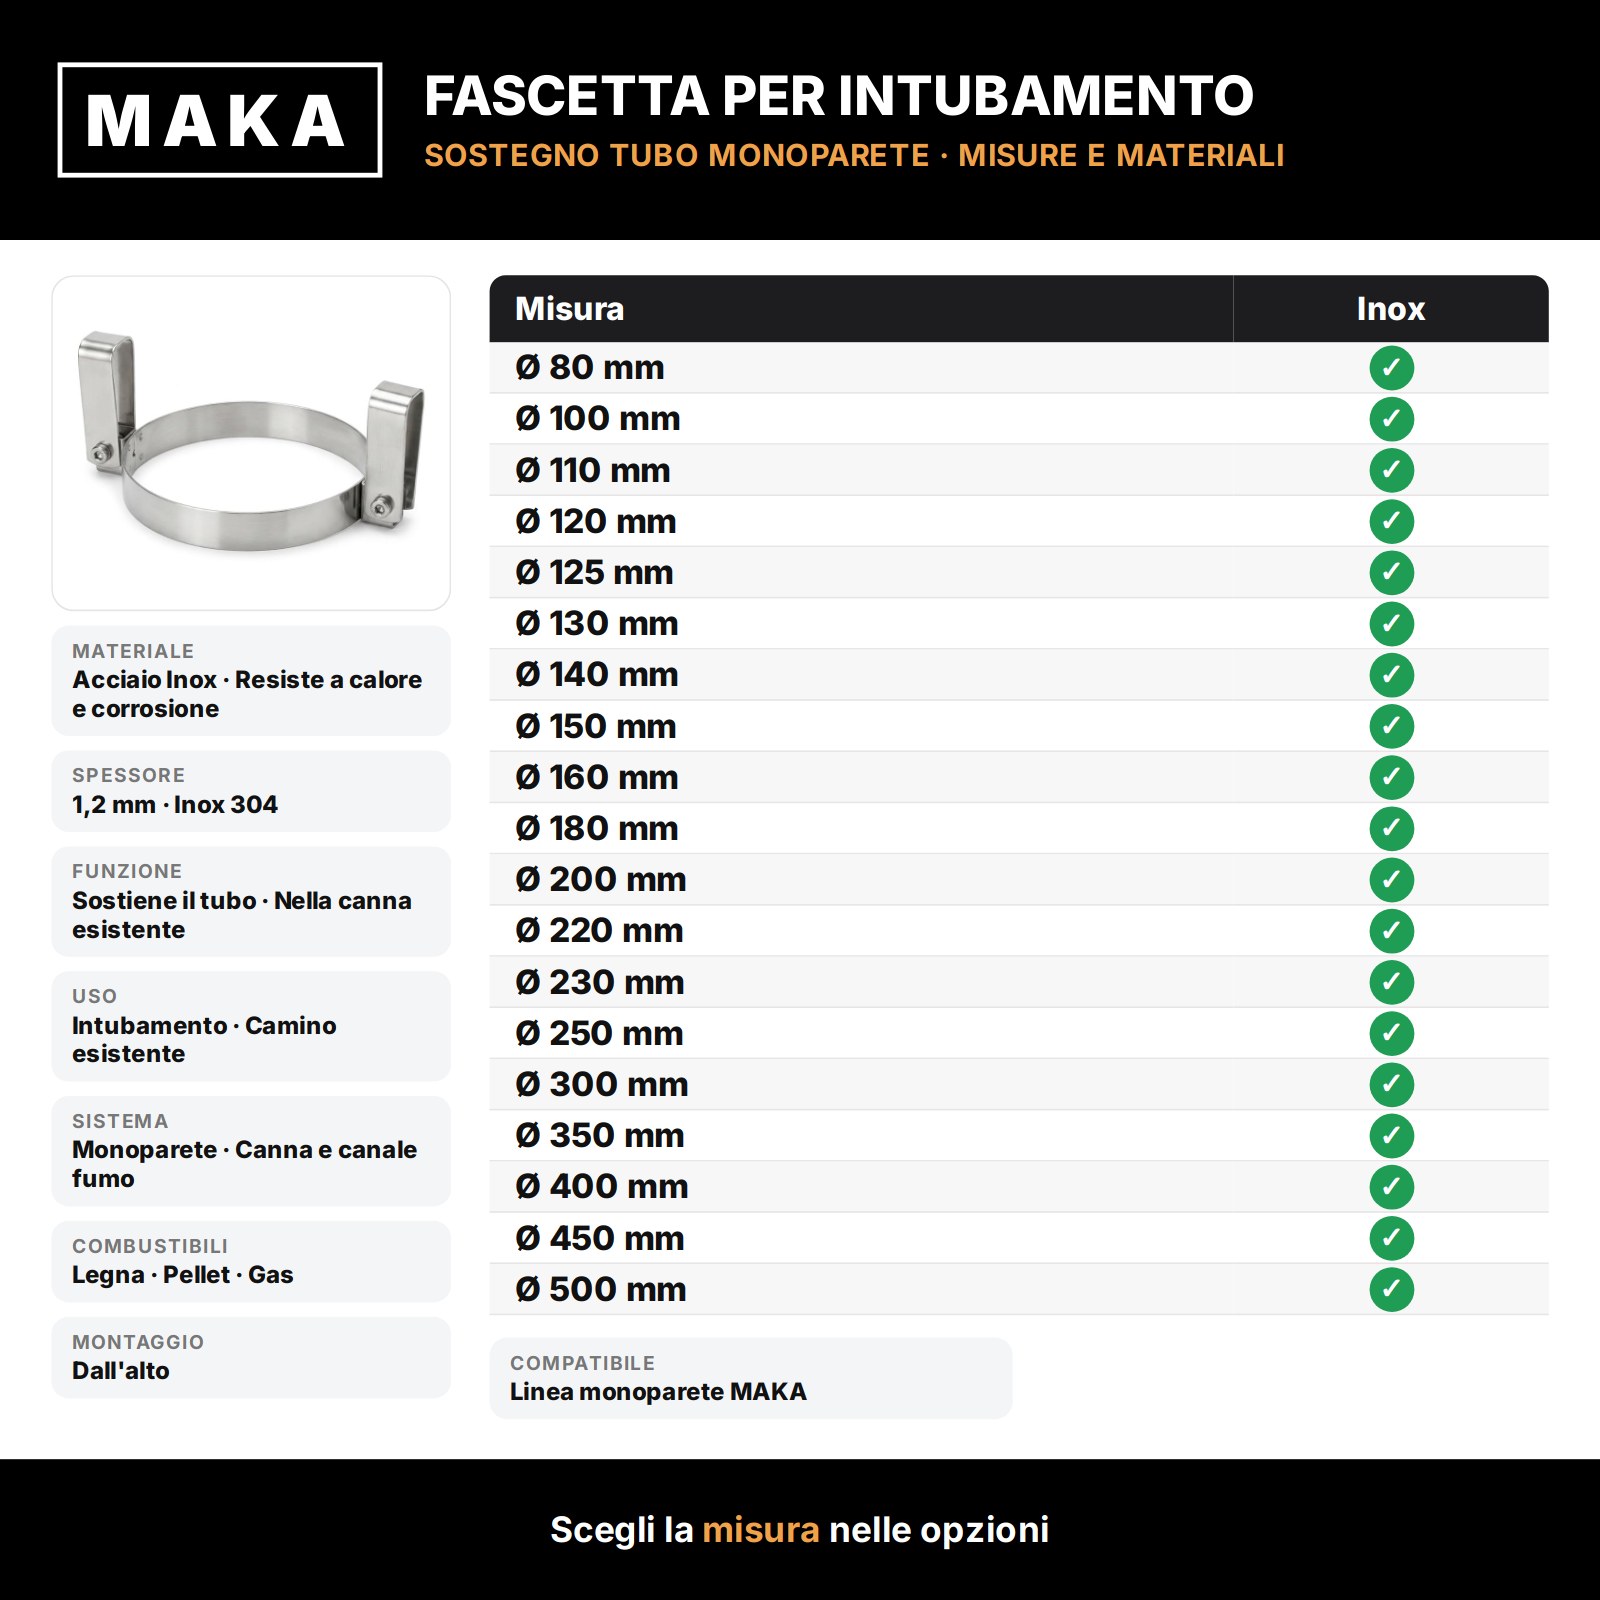 MAKA
FASCETTA PER INTUBAMENTO
SOSTEGNO TUBO MONOPARETE · MISURE E MATERIALI
MATERIALE
Acciaio Inox · Resiste a calore
e corrosione
SPESSORE
1,2 mm · Inox 304
FUNZIONE
Sostiene il tubo · Nella canna
esistente
USO
Intubamento · Camino
esistente
SISTEMA
Monoparete · Canna e canale
fumo
COMBUSTIBILI
Legna · Pellet · Gas
MONTAGGIO
Dall'alto
Misura Inox
Ø 80 mm ✓
Ø 100 mm ✓
Ø 110 mm ✓
Ø 120 mm ✓
Ø 125 mm ✓
Ø 130 mm ✓
Ø 140 mm ✓
Ø 150 mm ✓
Ø 160 mm ✓
Ø 180 mm ✓
Ø 200 mm ✓
Ø 220 mm ✓
Ø 230 mm ✓
Ø 250 mm ✓
Ø 300 mm ✓
Ø 350 mm ✓
Ø 400 mm ✓
Ø 450 mm ✓
Ø 500 mm ✓
COMPATIBILE
Linea monoparete MAKA
Scegli la misura nelle opzioni